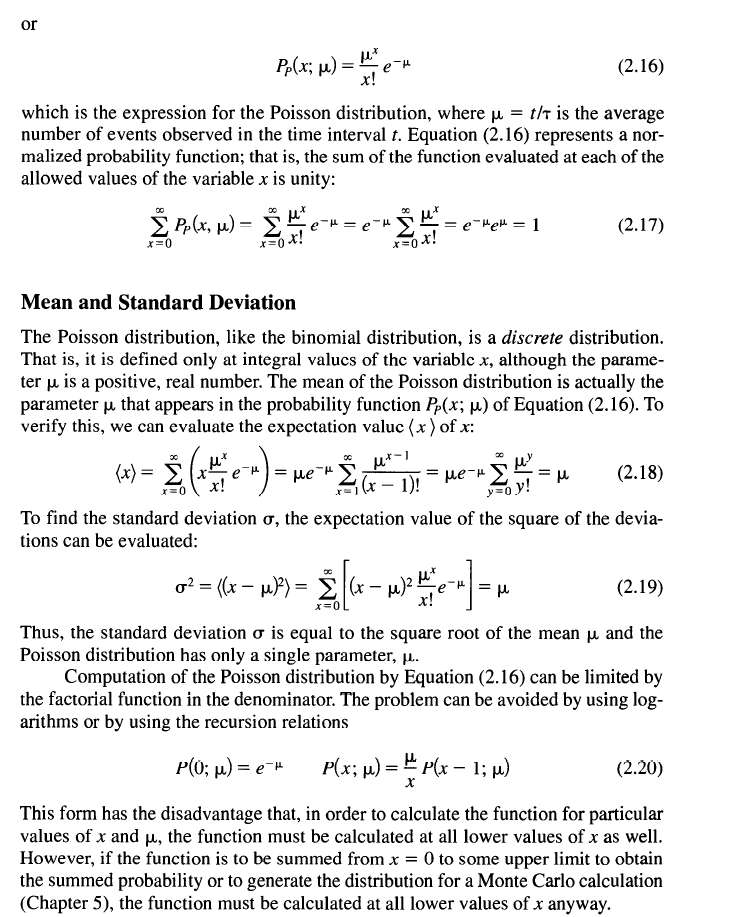 or
Pₚ(x; μ) = μˣ/x! e⁻ᵘ (2.16)
which is the expression for the Poisson distribution, where μ = t/τ is the average
number of events observed in the time interval t. Equation (2.16) represents a nor-
malized probability function; that is, the sum of the function evaluated at each of the
allowed values of the variable x is unity:
∑_{x=0}^{∞} P_P(x, μ) = ∑_{x=0}^{∞} μ^x/x! e^{-μ} = e^{-μ} ∑_{x=0}^{∞} μ^x/x! = e^{-μ}e^{μ} = 1 (2.17)
Mean and Standard Deviation
The Poisson distribution, like the binomial distribution, is a discrete distribution.
That is, it is defined only at integral values of the variable x, although the parame-
ter μ is a positive, real number. The mean of the Poisson distribution is actually the
parameter μ that appears in the probability function P_P(x; μ) of Equation (2.16). To
verify this, we can evaluate the expectation value ⟨x⟩ of x:
⟨x⟩ = ∑_{x=0}^{∞} (x μ^x/x! e^{-μ}) = μe^{-μ} ∑_{x=1}^{∞} μ^{x-1}/(x − 1)! = μe^{-μ} ∑_{y=0}^{∞} μ^y/y! = μ (2.18)
To find the standard deviation σ, the expectation value of the square of the devia-
tions can be evaluated:
σ² = ⟨(x − μ)²⟩ = ∑_{x=0}^{∞} [(x − μ)² μ^x/x! e^{-μ}] = μ (2.19)
Thus, the standard deviation σ is equal to the square root of the mean μ and the
Poisson distribution has only a single parameter, μ.
Computation of the Poisson distribution by Equation (2.16) can be limited by
the factorial function in the denominator. The problem can be avoided by using log-
arithms or by using the recursion relations
P(0; μ) = e^{-μ} P(x; μ) = μ/x P(x − 1; μ) (2.20)
This form has the disadvantage that, in order to calculate the function for particular
values of x and μ, the function must be calculated at all lower values of x as well.
However, if the function is to be summed from x = 0 to some upper limit to obtain
the summed probability or to generate the distribution for a Monte Carlo calculation
(Chapter 5), the function must be calculated at all lower values of x anyway.